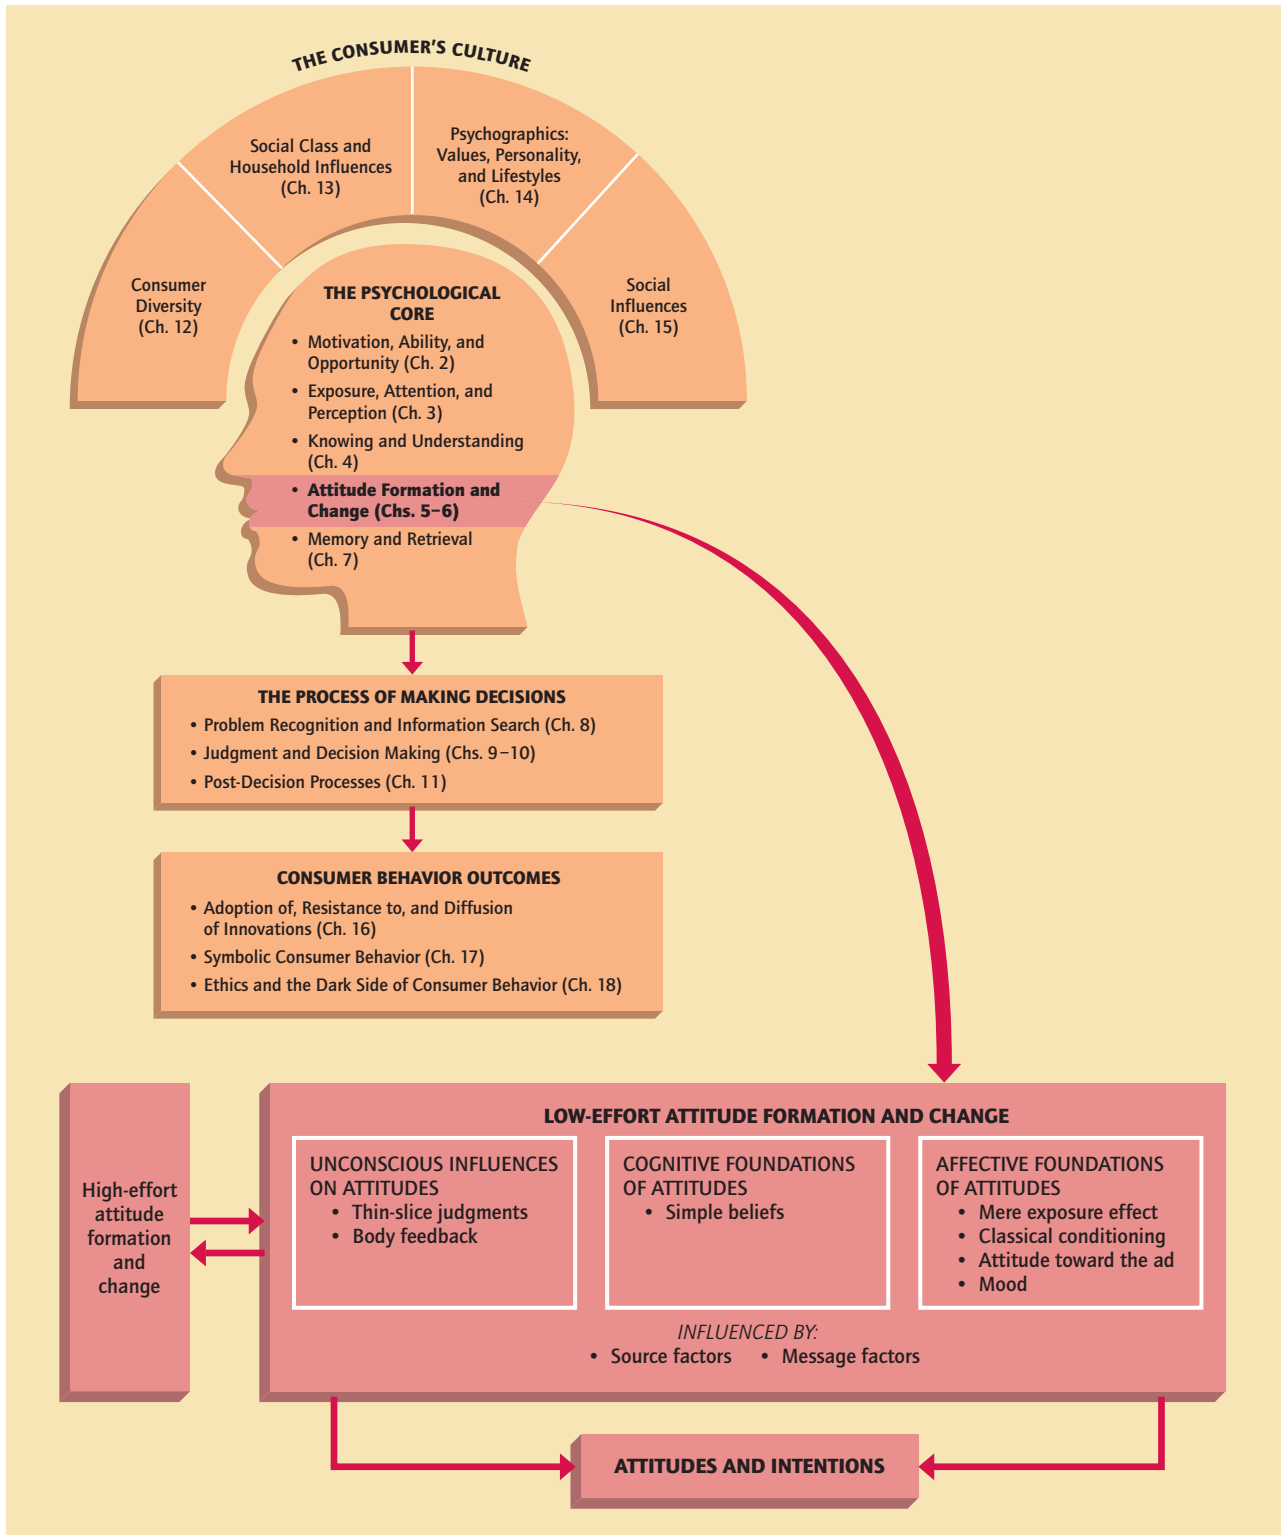 THE CONSUMER'S CULTURE
Consumer
Diversity
(Ch. 12)
Social Class and
Household Influences
(Ch. 13)
Psychographics:
Values, Personality,
and Lifestyles
(Ch. 14)
Social
Influences
(Ch. 15)
THE PSYCHOLOGICAL
CORE
• Motivation, Ability, and
Opportunity (Ch. 2)
• Exposure, Attention, and
Perception (Ch. 3)
• Knowing and Understanding
(Ch. 4)
• Attitude Formation and
Change (Chs. 5–6)
• Memory and Retrieval
(Ch. 7)
THE PROCESS OF MAKING DECISIONS
• Problem Recognition and Information Search (Ch. 8)
• Judgment and Decision Making (Chs. 9–10)
• Post-Decision Processes (Ch. 11)
CONSUMER BEHAVIOR OUTCOMES
• Adoption of, Resistance to, and Diffusion
of Innovations (Ch. 16)
• Symbolic Consumer Behavior (Ch. 17)
• Ethics and the Dark Side of Consumer Behavior (Ch. 18)
High-effort
attitude
formation
and
change
LOW-EFFORT ATTITUDE FORMATION AND CHANGE
UNCONSCIOUS INFLUENCES
ON ATTITUDES
• Thin-slice judgments
• Body feedback
COGNITIVE FOUNDATIONS
OF ATTITUDES
• Simple beliefs
AFFECTIVE FOUNDATIONS
OF ATTITUDES
• Mere exposure effect
• Classical conditioning
• Attitude toward the ad
• Mood
INFLUENCED BY:
• Source factors • Message factors
ATTITUDES AND INTENTIONS